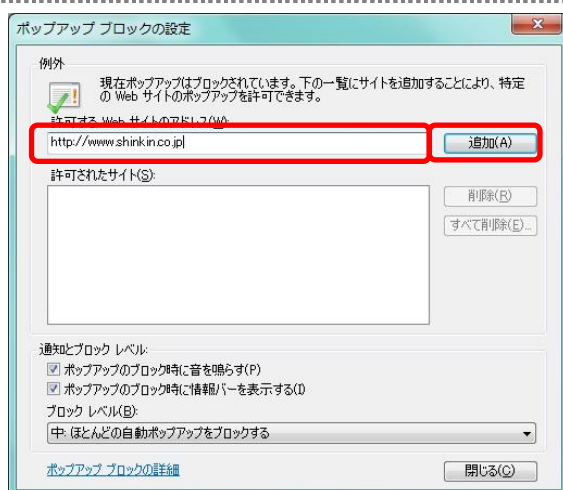 ポップアップ ブロックの設定
例外
現在ポップアップはブロックされています。下の一覧にサイトを追加することにより、特定
の Web サイトのポップアップを許可できます。
許可する Web サイトのアドレス(W):
http://www.shinkin.co.jp
追加(A)
許可されたサイト(S):
削除(R)
すべて削除(E)...
通知とブロック レベル:
ポップアップのブロック時に音を鳴らす(P)
ポップアップのブロック時に情報バーを表示する(I)
ブロック レベル(B):
中: ほとんどの自動ポップアップをブロックする
ポップアップ ブロックの詳細
閉じる(C)